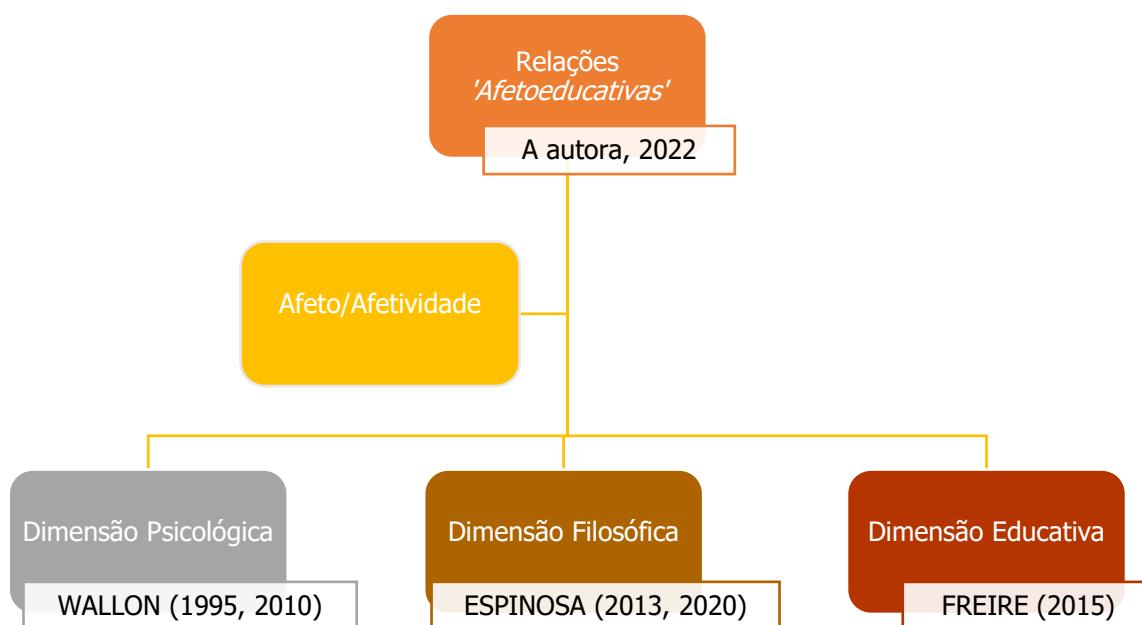 Relações
'Afetoeducativas'
A autora, 2022
Afeto/Afetividade
Dimensão Psicológica
WALLON (1995, 2010)
Dimensão Filosófica
ESPINOSA (2013, 2020)
Dimensão Educativa
FREIRE (2015)